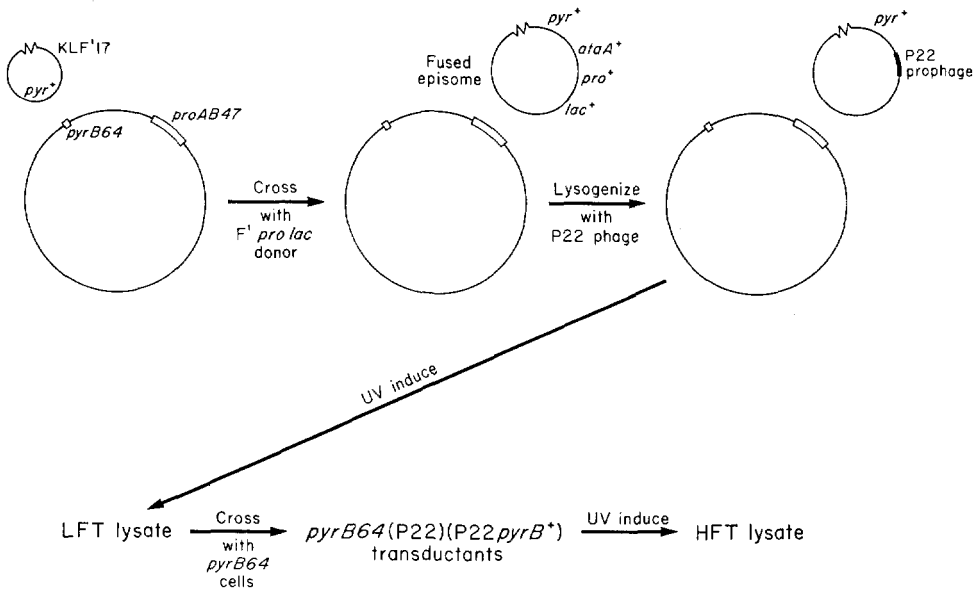 KLF'17
pyr+
pyrB64
proAB47
Cross
with
F' pro lac
donor
Fused
episome
pyr+
ataA+
pro+
lac+
Lysogenize
with
P22 phage
pyr+
P22
prophage
UV induce
LFT lysate
Cross
with
pyrB64
cells
pyrB64(P22)(P22pyrB+)
transductants
UV induce
HFT lysate